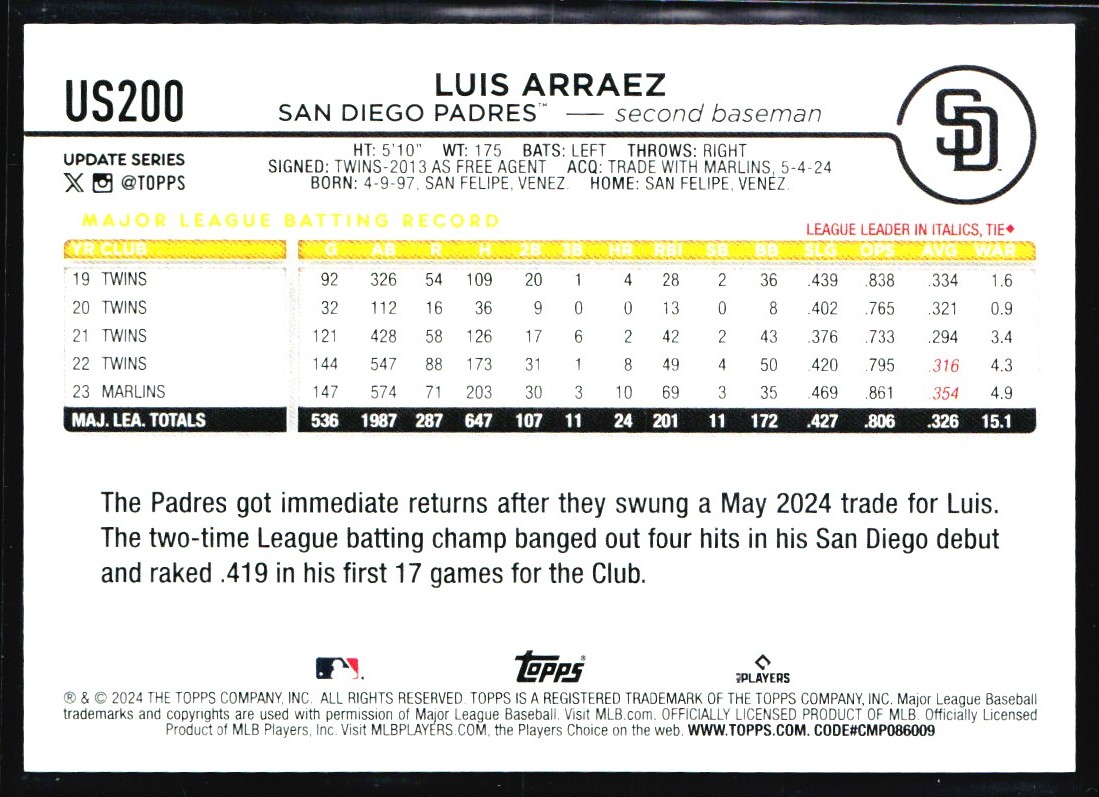 US200
LUIS ARRAEZ
SAN DIEGO PADRES™ — second baseman
SD
UPDATE SERIES
@TOPPS
HT: 5'10" WT: 175 BATS: LEFT THROWS: RIGHT
SIGNED: TWINS-2013 AS FREE AGENT ACQ: TRADE WITH MARLINS, 5-4-24
BORN: 4-9-97, SAN FELIPE, VENEZ. HOME: SAN FELIPE, VENEZ.
MAJOR LEAGUE BATTING RECORD
LEAGUE LEADER IN ITALICS, TIE♦
YR CLUB G AB R H 2B 3B HR RBI SB BB SLG OPS AVG WAR
19 TWINS 92 326 54 109 20 1 4 28 2 36 .439 .838 .334 1.6
20 TWINS 32 112 16 36 9 0 0 13 0 8 .402 .765 .321 0.9
21 TWINS 121 428 58 126 17 6 2 42 2 43 .376 .733 .294 3.4
22 TWINS 144 547 88 173 31 1 8 49 4 50 .420 .795 .316 4.3
23 MARLINS 147 574 71 203 30 3 10 69 3 35 .469 .861 .354 4.9
MAJ. LEA. TOTALS 536 1987 287 647 107 11 24 201 11 172 .427 .806 .326 15.1
The Padres got immediate returns after they swung a May 2024 trade for Luis.
The two-time League batting champ banged out four hits in his San Diego debut
and raked .419 in his first 17 games for the Club.
Topps®
PLAYERS
® & © 2024 THE TOPPS COMPANY, INC. ALL RIGHTS RESERVED. TOPPS IS A REGISTERED TRADEMARK OF THE TOPPS COMPANY, INC. Major League Baseball
trademarks and copyrights are used with permission of Major League Baseball. Visit MLB.com. OFFICIALLY LICENSED PRODUCT OF MLB. Officially Licensed
Product of MLB Players, Inc. Visit MLBPLAYERS.COM, the Players Choice on the web. WWW.TOPPS.COM. CODE#CMP086009